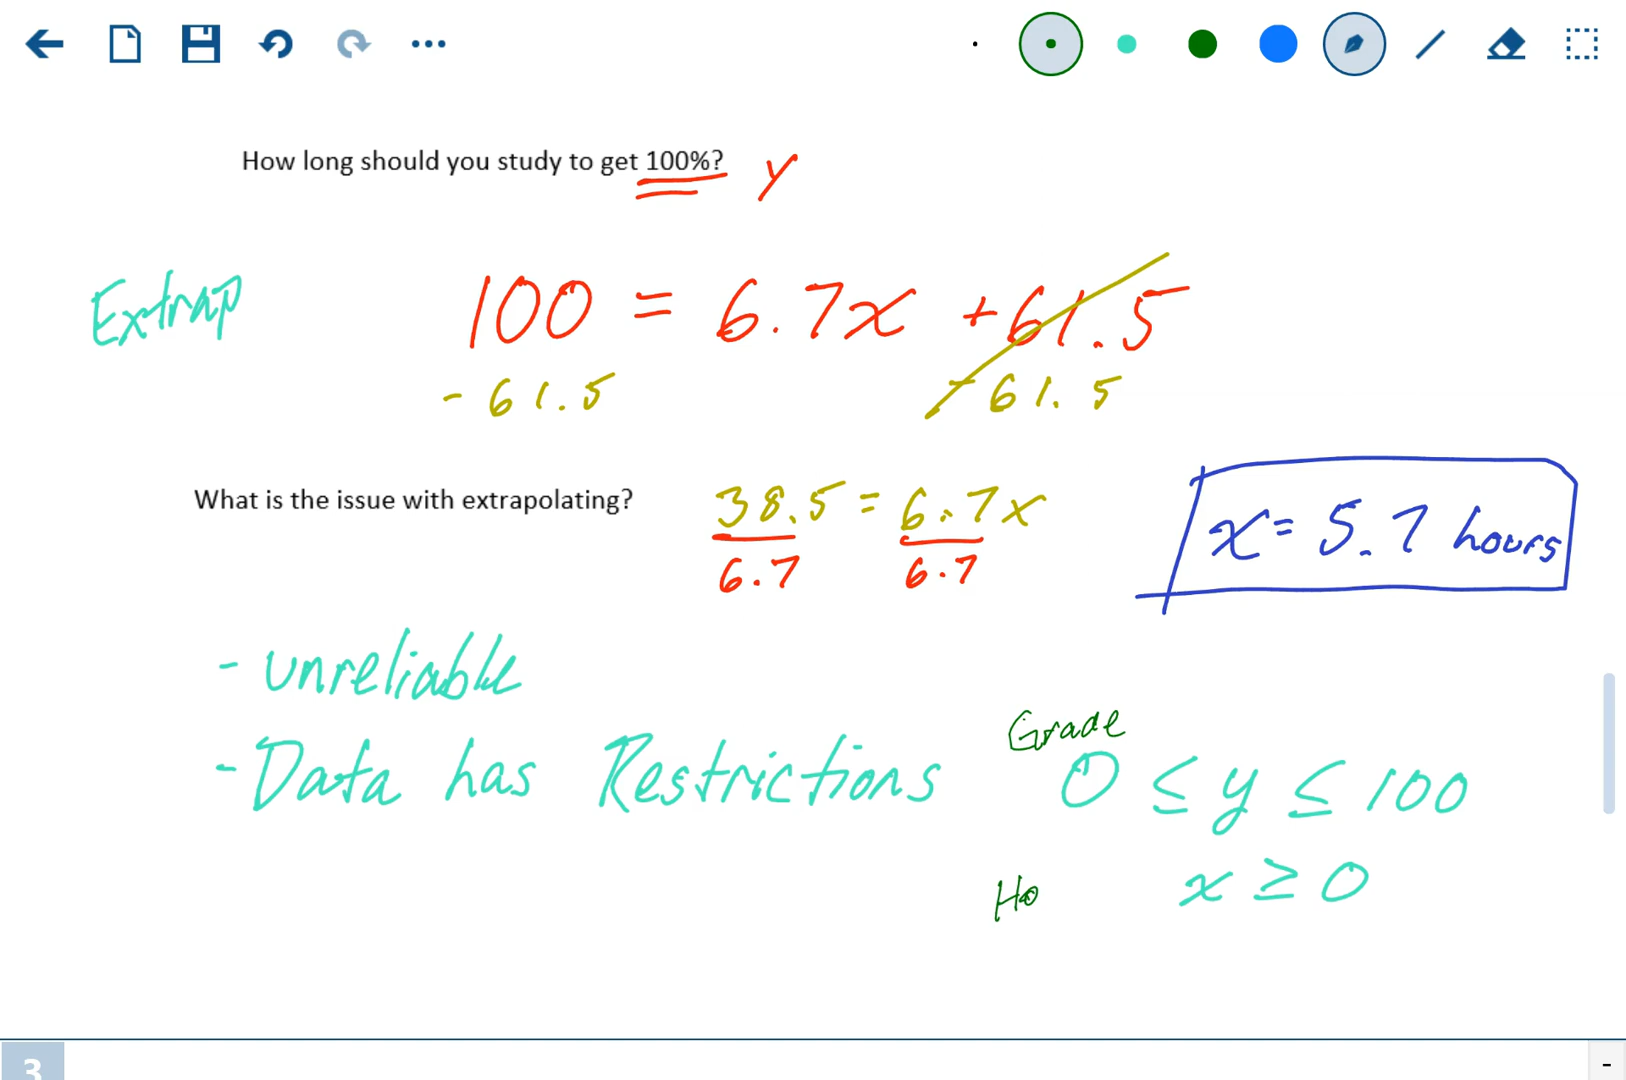 How long should you study to get 100%? y
Extrap
100 = 6.7x + 61.5
- 61.5 - 61.5
What is the issue with extrapolating?
38.5 = 6.7x
6.7 6.7
x = 5.7 hours
- unreliable
- Data has Restrictions
Grade
0 ≤ y ≤ 100
Ho x ≥ 0
3